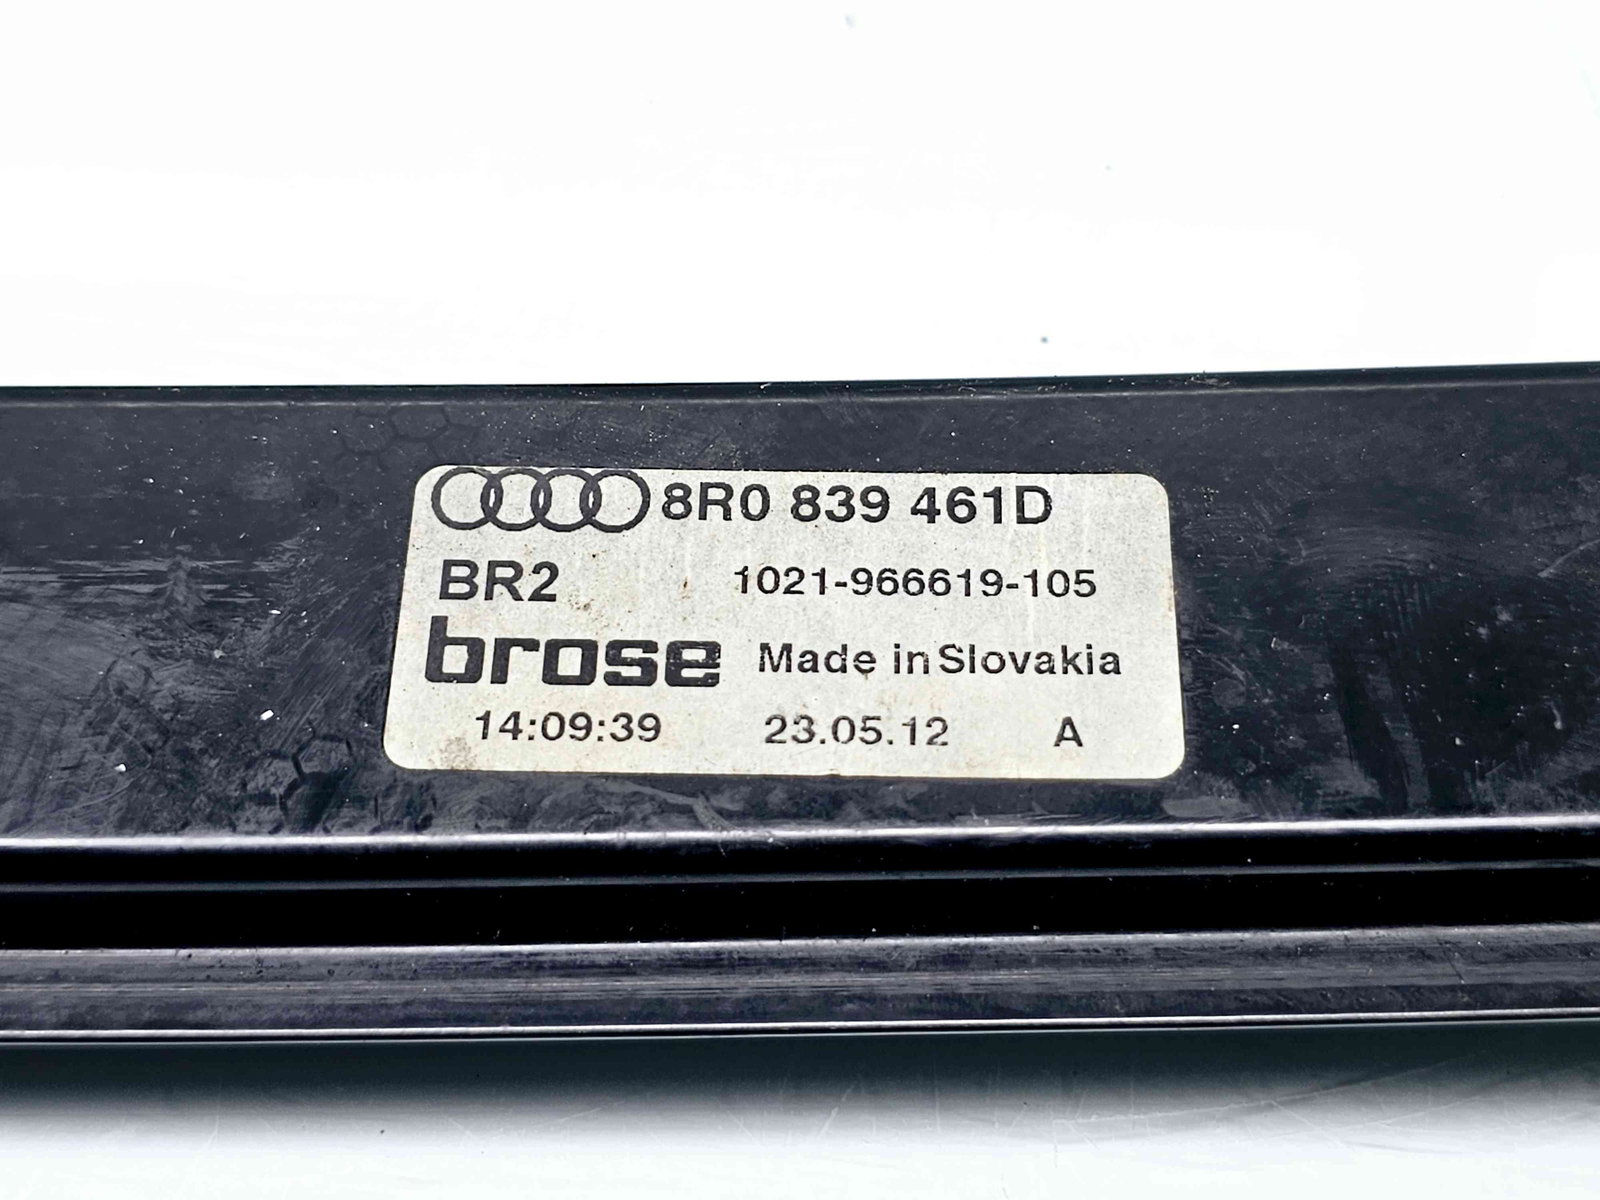 8R0 839 461D
BR2 1021-966619-105
brose Made in Slovakia
14:09:39 23.05.12 A